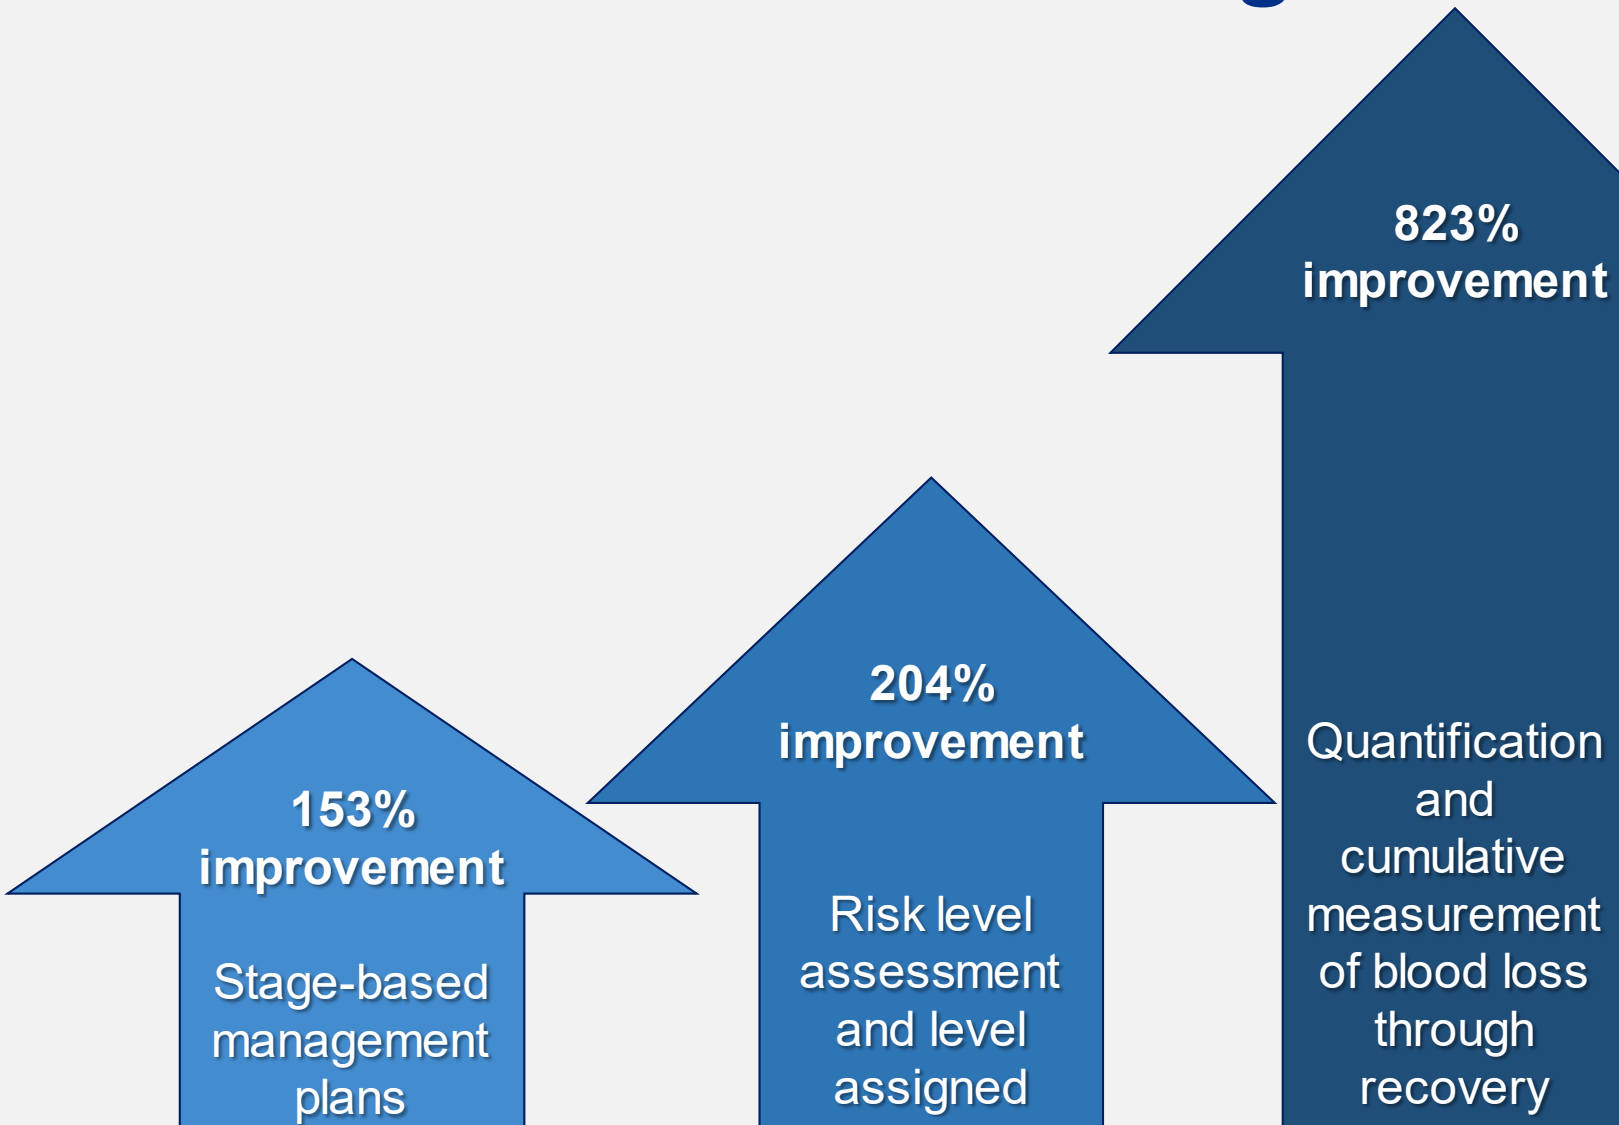 153%
improvement
Stage-based
management
plans
204%
improvement
Risk level
assessment
and level
assigned
823%
improvement
Quantification
and
cumulative
measurement
of blood loss
through
recovery